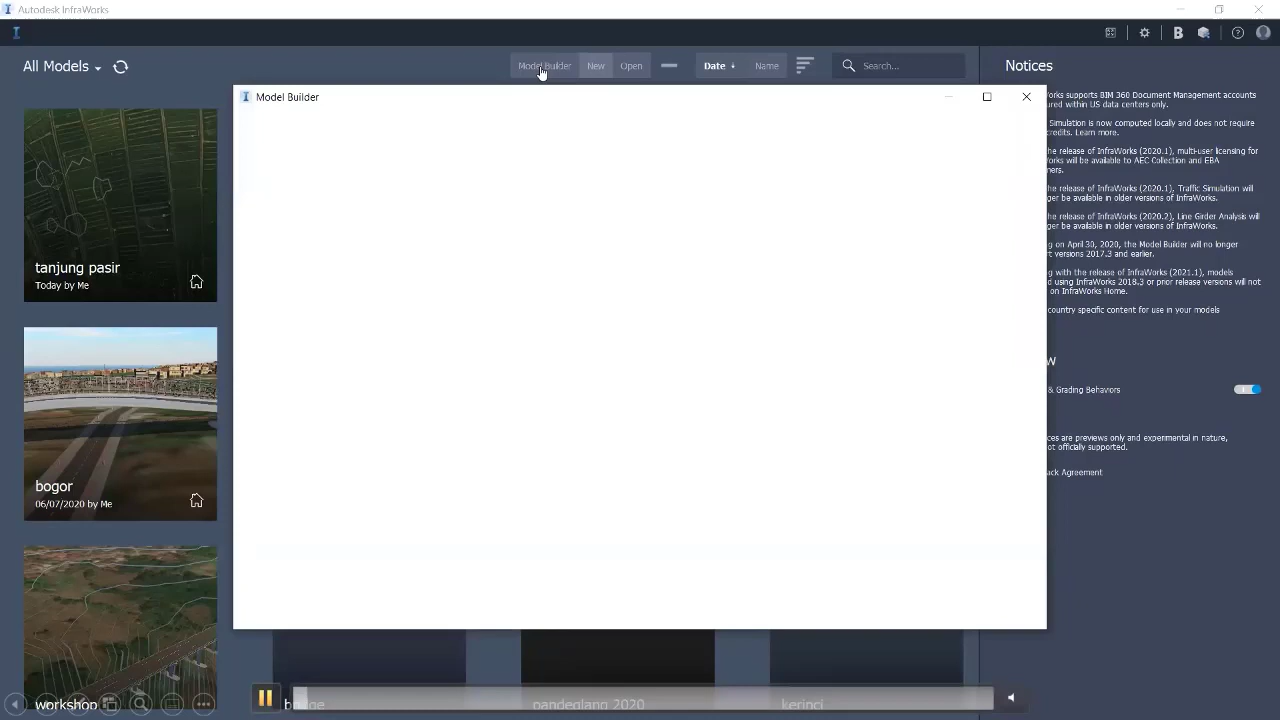 Autodesk InfraWorks
All Models
Model Builder
New
Open
Date
Name
Search...
Notices
Model Builder
orks supports BIM 360 Document Management accounts
ured within US data centers only.
Simulation is now computed locally and does not require
redits. Learn more.
he release of InfraWorks (2020.1), multi-user licensing for
orks will be available to AEC Collection and EBA
ners.
he release of InfraWorks (2020.1), Traffic Simulation will
ger be available in older versions of InfraWorks.
he release of InfraWorks (2020.2), Line Girder Analysis will
ger be available in older versions of InfraWorks.
g on April 30, 2020, the Model Builder will no longer
rt versions 2017.3 and earlier.
ng with the release of InfraWorks (2021.1), models
d using InfraWorks 2018.3 or prior release versions will not
on InfraWorks Home.
country specific content for use in your models
W
& Grading Behaviors
ces are previews only and experimental in nature,
ot officially supported.
ack Agreement
tanjung pasir
Today by Me
bogor
06/07/2020 by Me
workshop
pandeglang 2020
kerinci